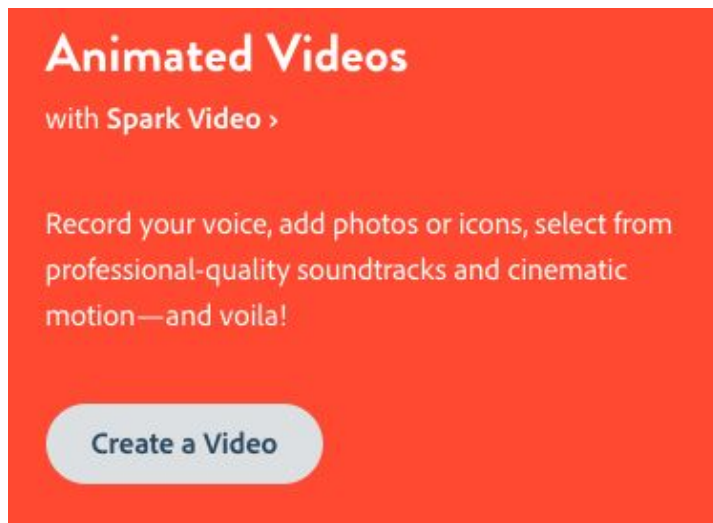 Animated Videos
with Spark Video ›
Record your voice, add photos or icons, select from
professional-quality soundtracks and cinematic
motion—and voila!
Create a Video